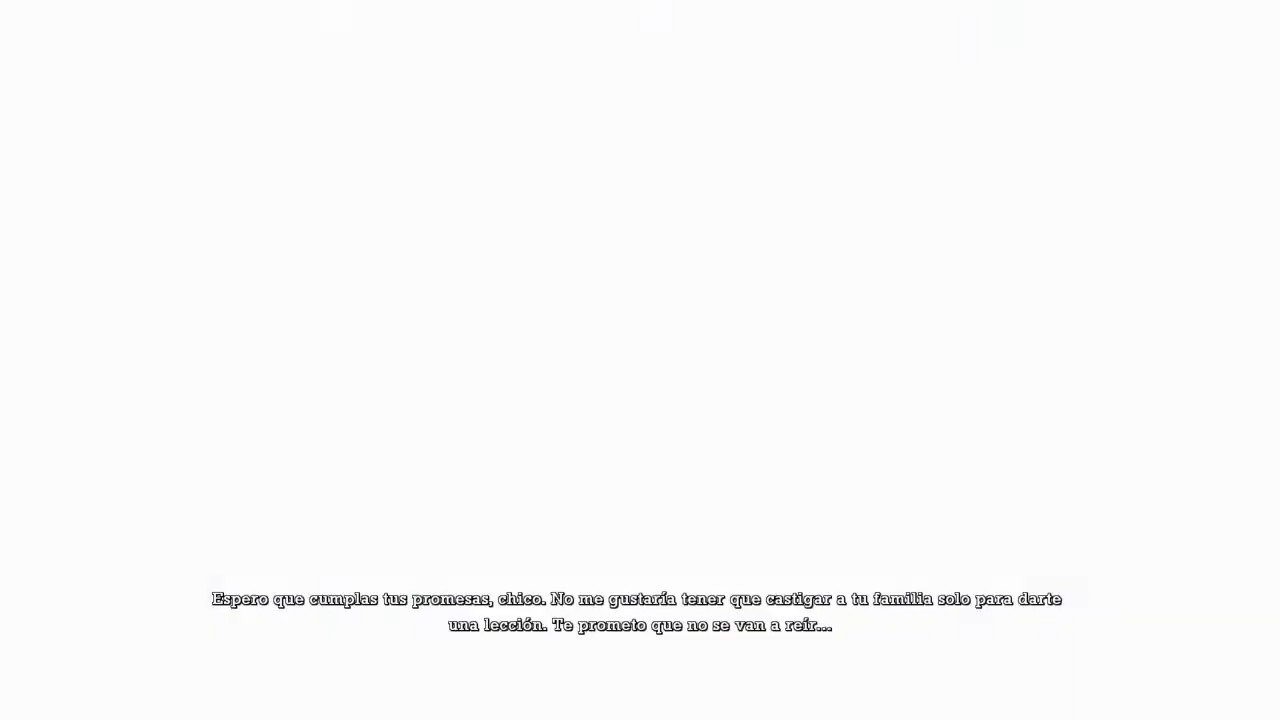 Espero que cumplas tus promesas, chico. No me gustaría tener que castigar a tu familia solo para darte
una lección. Te prometo que no se van a reír...